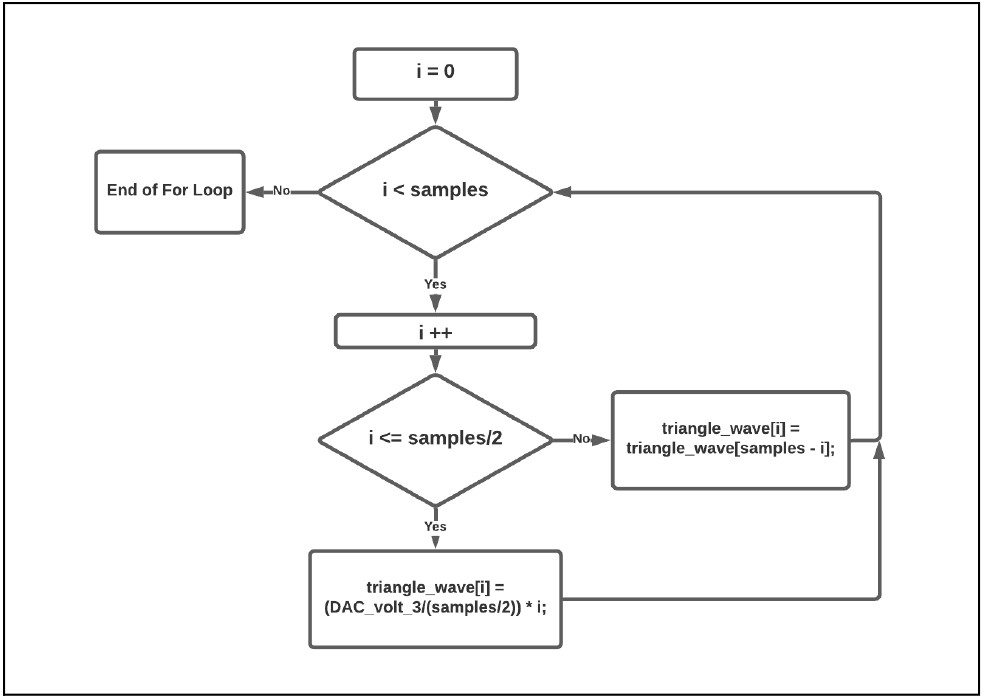 i = 0
i < samples
No
End of For Loop
Yes
i ++
i <= samples/2
No
triangle_wave[i] =
triangle_wave[samples - i];
Yes
triangle_wave[i] =
(DAC_volt_3/(samples/2)) * i;